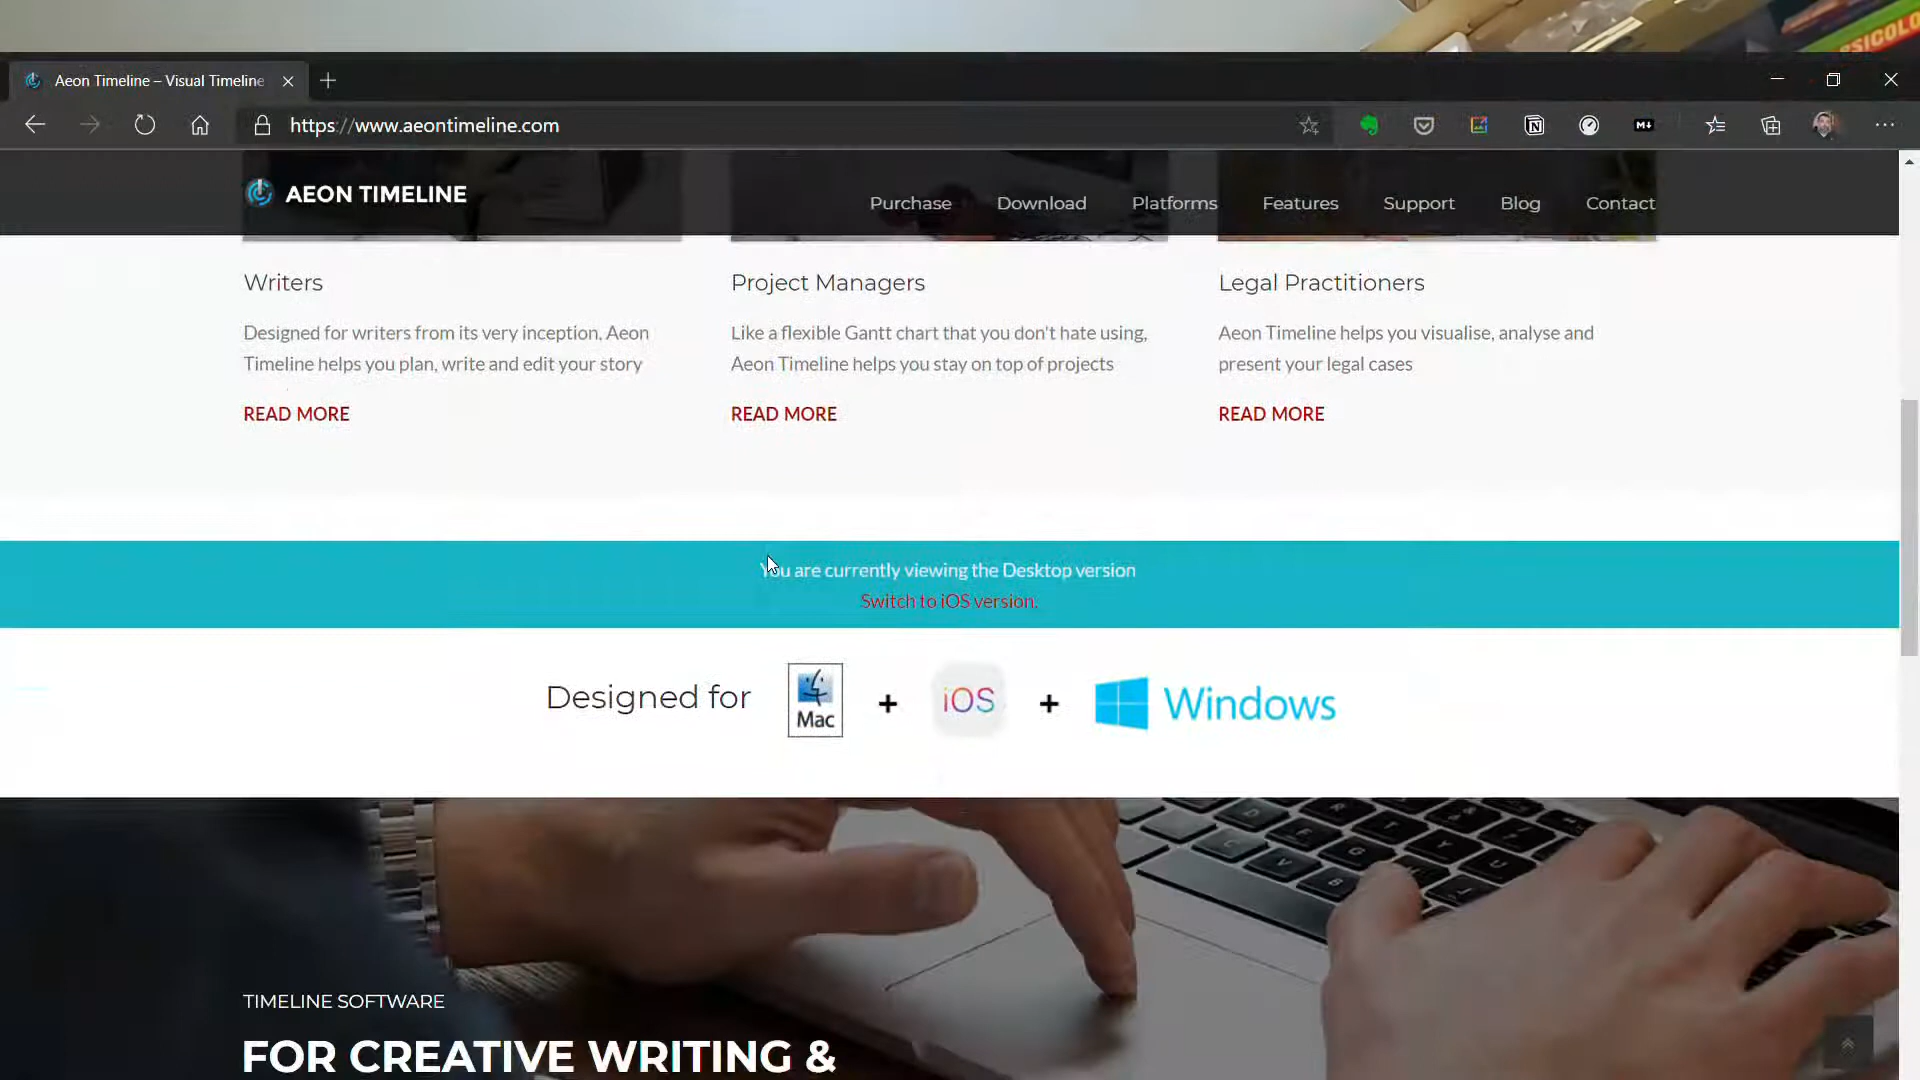 PSICOLO
Aeon Timeline – Visual Timeline
https://www.aeontimeline.com
AEON TIMELINE
Purchase
Download
Platforms
Features
Support
Blog
Contact
Writers
Designed for writers from its very inception, Aeon
Timeline helps you plan, write and edit your story
READ MORE
Project Managers
Like a flexible Gantt chart that you don't hate using,
Aeon Timeline helps you stay on top of projects
READ MORE
Legal Practitioners
Aeon Timeline helps you visualise, analyse and
present your legal cases
READ MORE
You are currently viewing the Desktop version
Switch to iOS version.
Designed for
Mac
+
iOS
+
Windows
TIMELINE SOFTWARE
FOR CREATIVE WRITING &